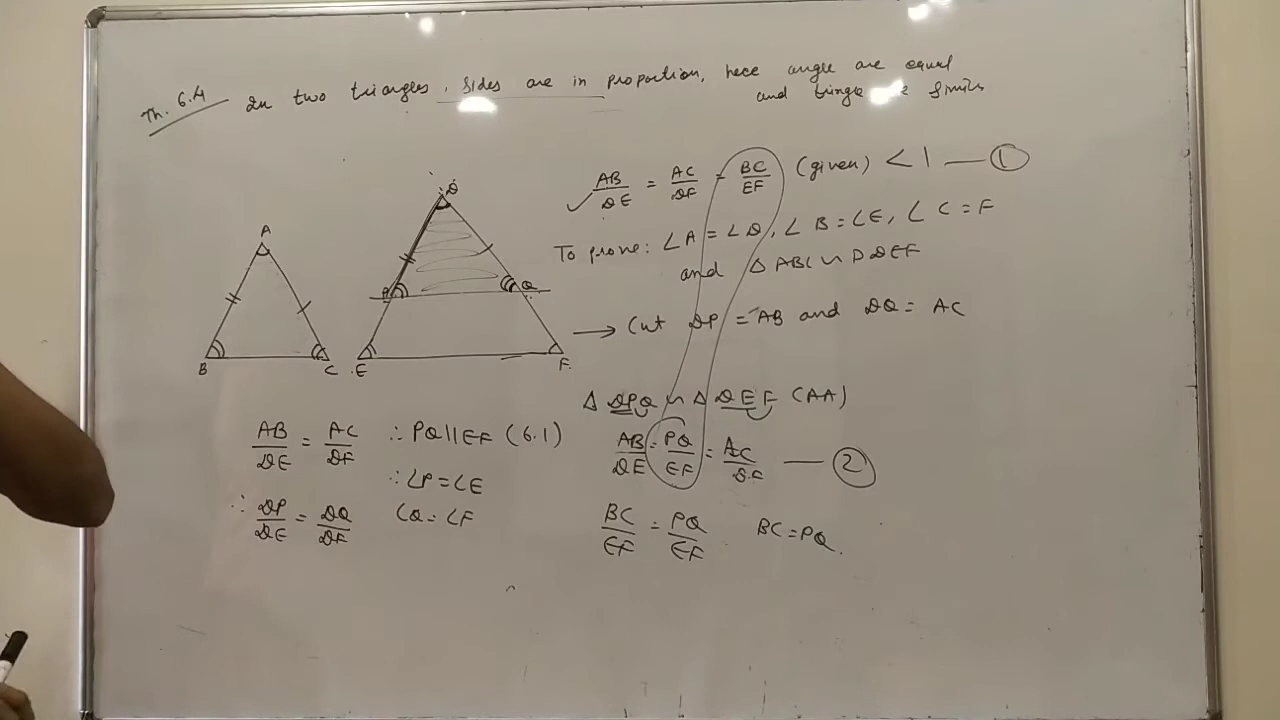 Th. 6.4 In two triangles, sides are in proportion, hece angle are equal
and tringle similar
AB/DE = AC/DF = BC/EF (given) < 1 — ①
To prove: ∠A = ∠D, ∠B = ∠E, ∠C = F
and Δ ABC ∽ Δ DEF
→ Cut DP = AB and DQ = AC
A
B
C
D
P
Q
E
F
Δ DPQ ∽ Δ DEF (AA)
AB/DE = AC/DF ∴ PQ || EF (6.1)
AB/DE = PQ/EF = AC/DF — ②
∴ ∠P = ∠E
∴ DP/DE = DQ/DF ∠Q = ∠F
BC/EF = PQ/EF BC = PQ.